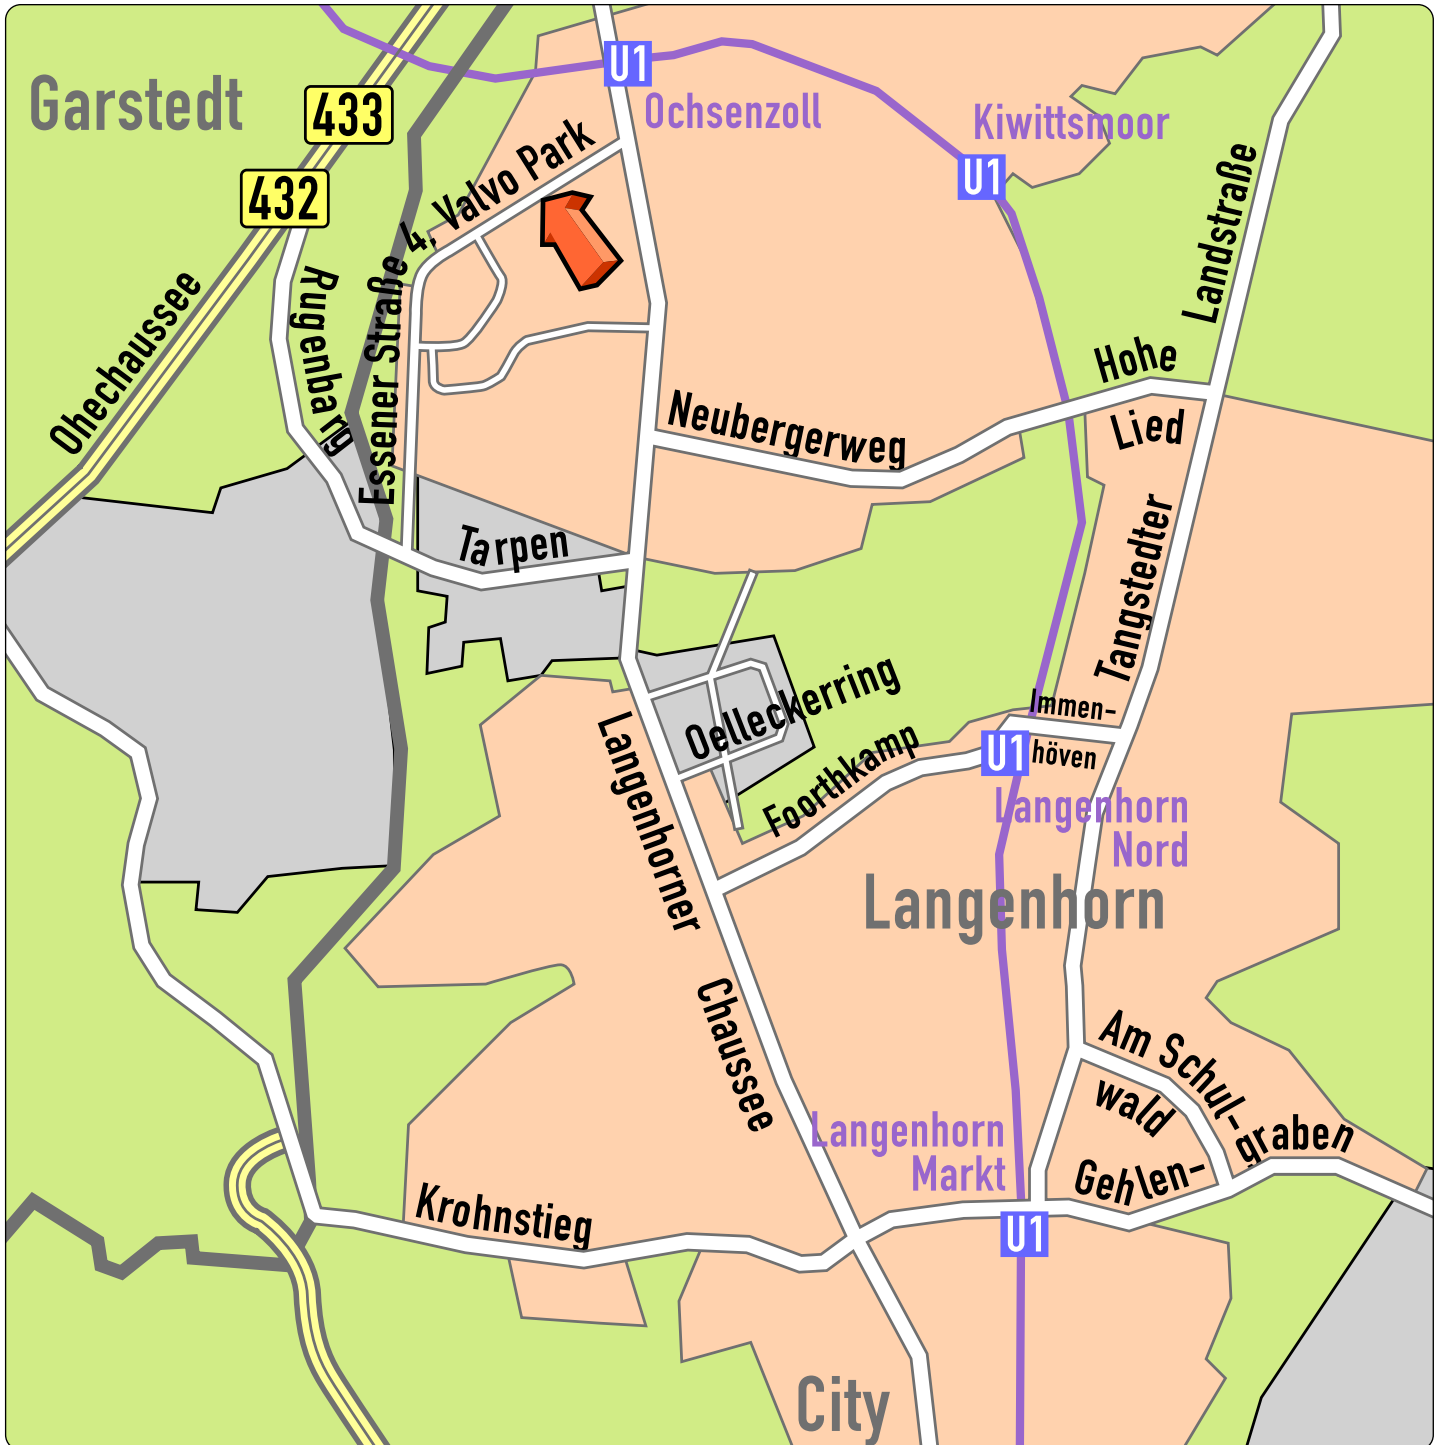 U1
Ochsenzoll
Garstedt
433
Kiwittsmoor
U1
432
4. Valvo Park
Landstraße
Ohechaussee
Rugenbarg
Essener Straße
Hohe
Lied
Neubergerweg
Tarpen
Tangstedter
Oelleckerring
Immen-
höven
U1
Foorthkamp
Langenhorn
Nord
Langenhorner
Chaussee
Langenhorn
Am Schul-
wald
Langenhorn
Markt
Gehlen-
graben
Krohnstieg
U1
City